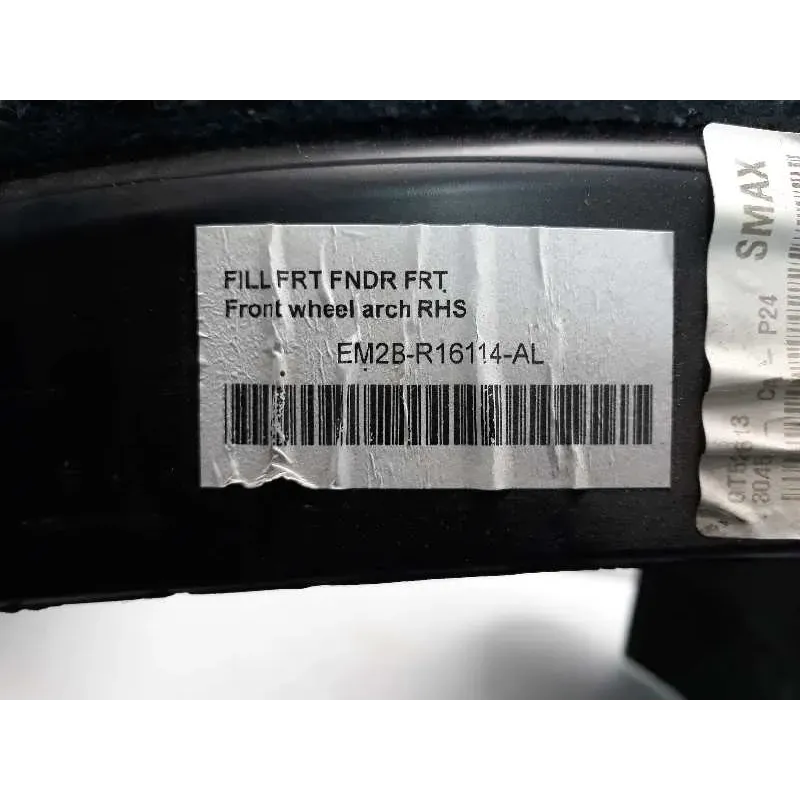 FILL FRT FNDR FRT
Front wheel arch RHS
EM2B-R16114-AL
SMAX
P24